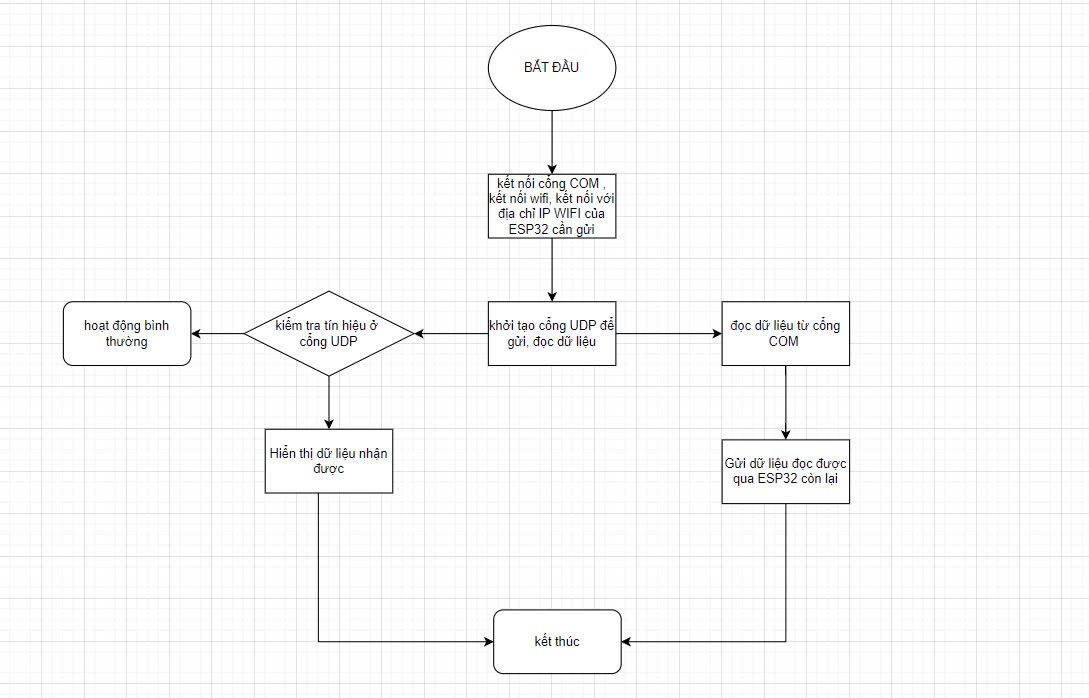 BẮT ĐẦU
kết nối cổng COM ,
kết nối wifi, kết nối với
địa chỉ IP WIFI của
ESP32 cần gửi
hoạt động bình
thường
kiểm tra tín hiệu ở
cổng UDP
khởi tạo cổng UDP để
gửi, đọc dữ liệu
đọc dữ liệu từ cổng
COM
Hiển thị dữ liệu nhận
được
Gửi dữ liệu đọc được
qua ESP32 còn lại
kết thúc